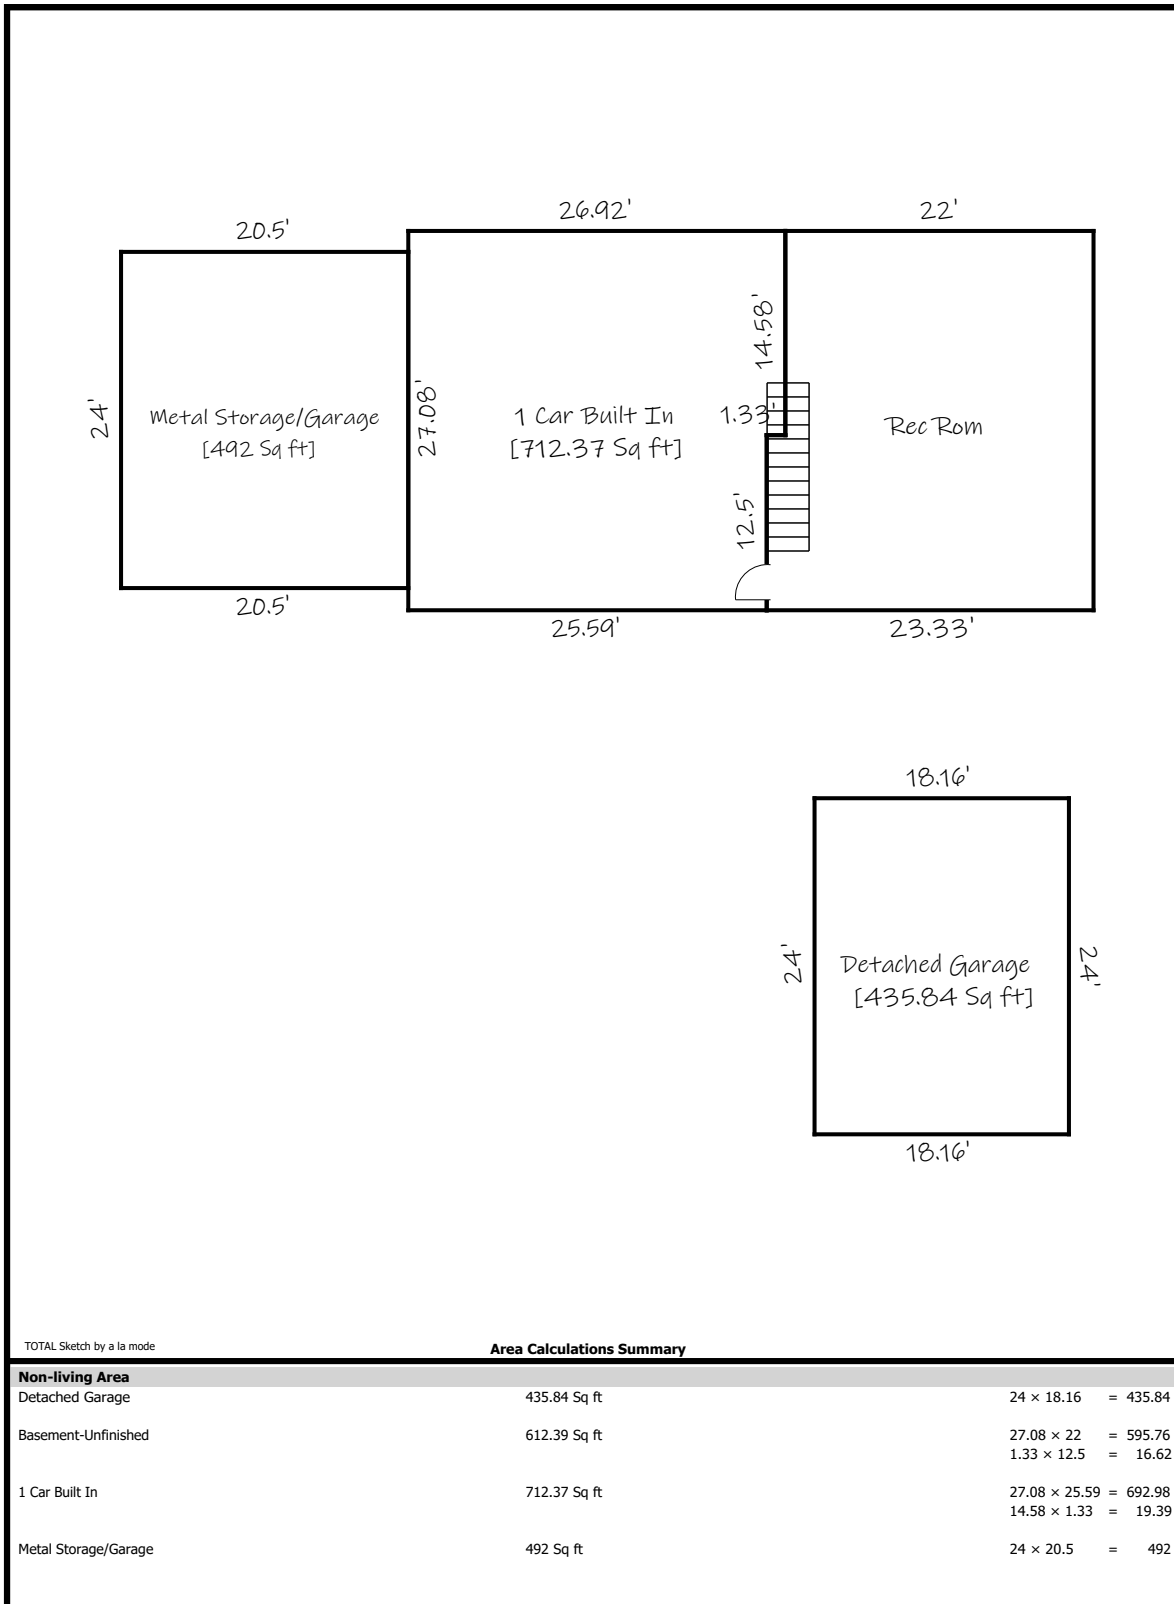 26.92'
22'
20.5'
14.58'
24'
Metal Storage/Garage
[492 Sq ft]
27.08'
1 Car Built In
[712.37 Sq ft]
1.33'
Rec Rom
12.5'
20.5'
25.59'
23.33'
18.16'
24'
Detached Garage
[435.84 Sq ft]
24'
18.16'
TOTAL Sketch by a la mode
Area Calculations Summary
Non-living Area
Detached Garage 435.84 Sq ft 24 × 18.16 = 435.84
Basement-Unfinished 612.39 Sq ft 27.08 × 22 = 595.76
1.33 × 12.5 = 16.62
1 Car Built In 712.37 Sq ft 27.08 × 25.59 = 692.98
14.58 × 1.33 = 19.39
Metal Storage/Garage 492 Sq ft 24 × 20.5 = 492